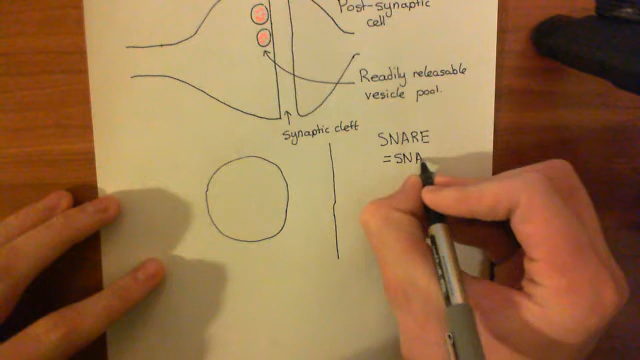 Post-synaptic
cell.
Readily releasable
vesicle pool.
Synaptic cleft
SNARE
=SNA